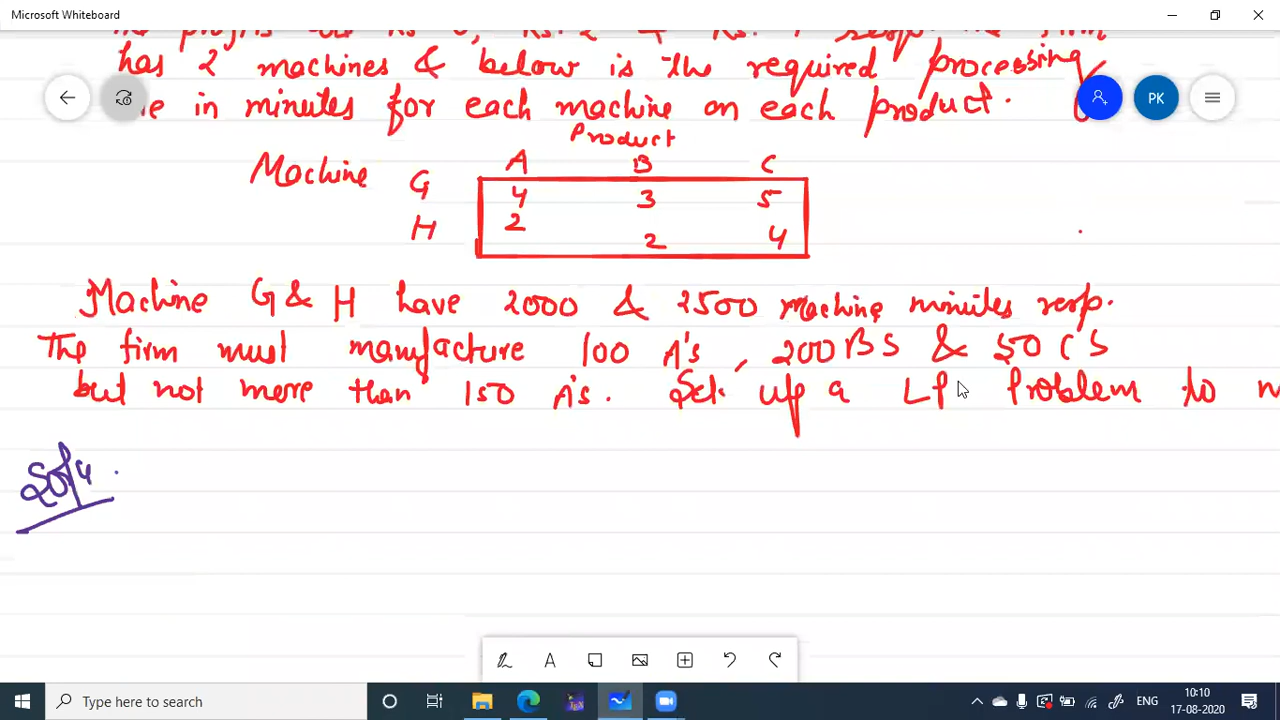 Microsoft Whiteboard
has 2 machines & below is the required processing
in minutes for each machine on each product.
Product
Machine
A B C
G 4 3 5
H 2 2 4
Machine G & H have 2000 & 2500 machine minutes resp.
The firm must manufacture 100 A's, 200 BS & 50 CS
but not more than 150 A's. Set up a LP Problem to
Sol
PK
Type here to search
ENG
10:10
17-08-2020